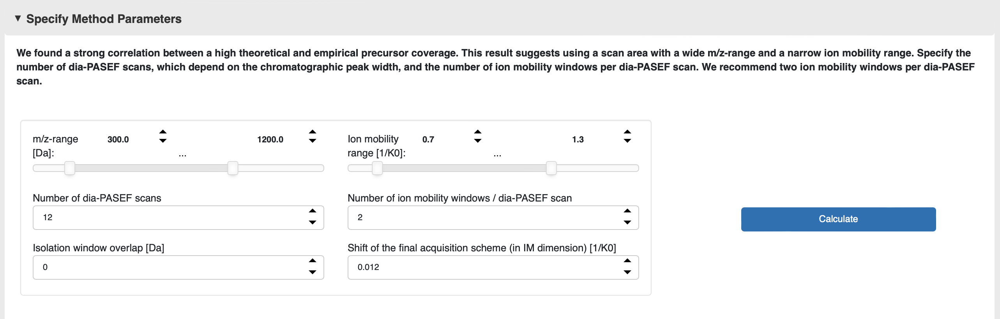 ▼ Specify Method Parameters
We found a strong correlation between a high theoretical and empirical precursor coverage. This result suggests using a scan area with a wide m/z-range and a narrow ion mobility range. Specify the
number of dia-PASEF scans, which depend on the chromatographic peak width, and the number of ion mobility windows per dia-PASEF scan. We recommend two ion mobility windows per dia-PASEF
scan.
m/z-range 300.0 1200.0 Ion mobility 0.7 1.3
[Da]: ... range [1/K0]: ...
Number of dia-PASEF scans Number of ion mobility windows / dia-PASEF scan
12 2
Calculate
Isolation window overlap [Da] Shift of the final acquisition scheme (in IM dimension) [1/K0]
0 0.012